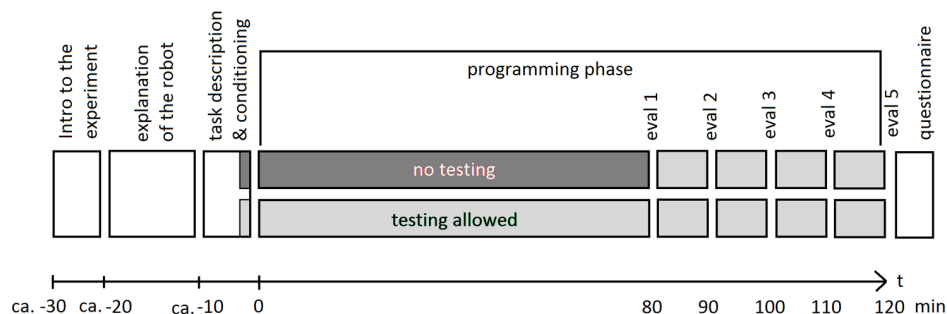 Intro to the
experiment
explanation
of the robot
task description
& conditioning
programming phase
eval 1
eval 2
eval 3
eval 4
eval 5
questionnaire
no testing
testing allowed
t
ca. -30
ca. -20
ca. -10
0
80
90
100
110
120
min